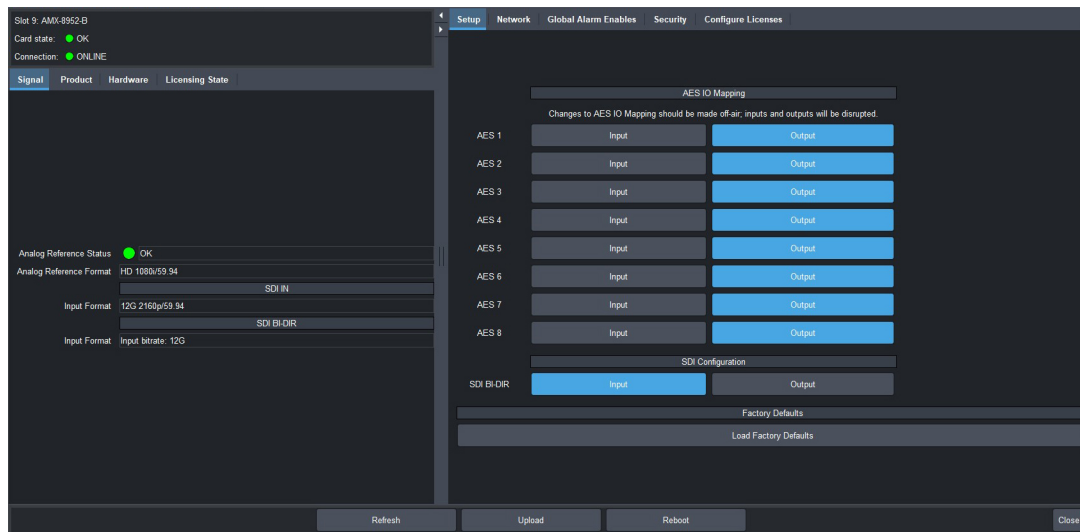 Slot 9: AMX-8952-B
Card state: OK
Connection: ONLINE
Signal Product Hardware Licensing State
Analog Reference Status OK
Analog Reference Format HD 1080i/59.94
SDI IN
Input Format 12G 2160p/59.94
SDI BI-DIR
Input Format Input bitrate: 12G
Setup Network Global Alarm Enables Security Configure Licenses
AES IO Mapping
Changes to AES IO Mapping should be made off-air; inputs and outputs will be disrupted.
AES 1 Input Output
AES 2 Input Output
AES 3 Input Output
AES 4 Input Output
AES 5 Input Output
AES 6 Input Output
AES 7 Input Output
AES 8 Input Output
SDI Configuration
SDI BI-DIR Input Output
Factory Defaults
Load Factory Defaults
Refresh Upload Reboot Close